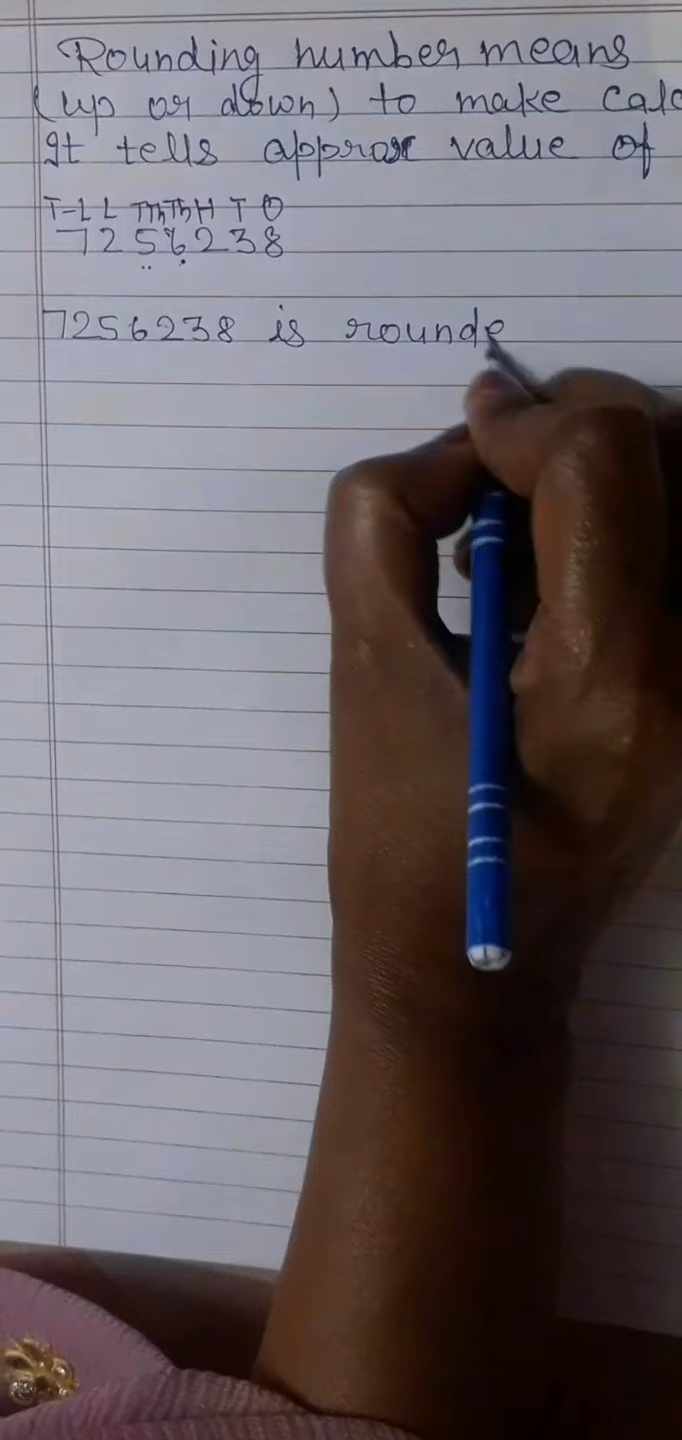 Rounding number means
(up or down) to make calc
It tells approx value of
T-L L TTh Th H T O
7256238
7256238 is rounde